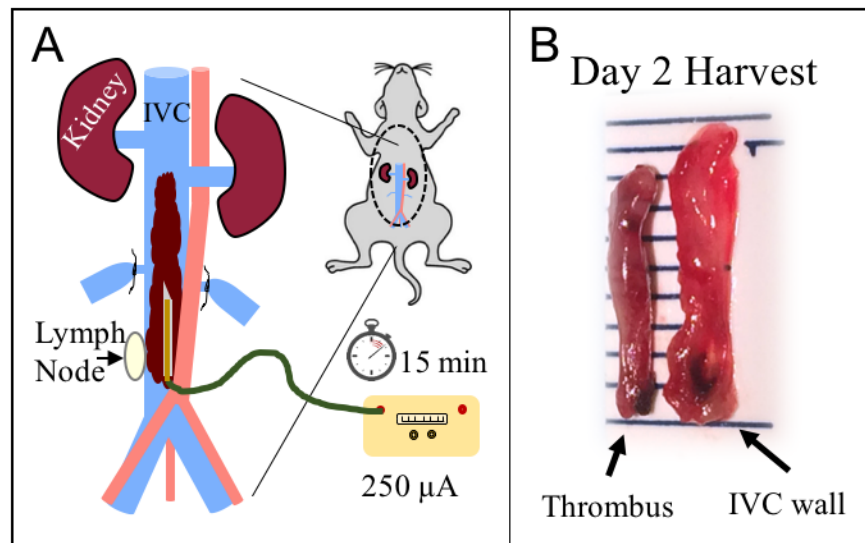 A
Kidney
IVC
Lymph
Node
15 min
250 μA
B
Day 2 Harvest
Thrombus
IVC wall